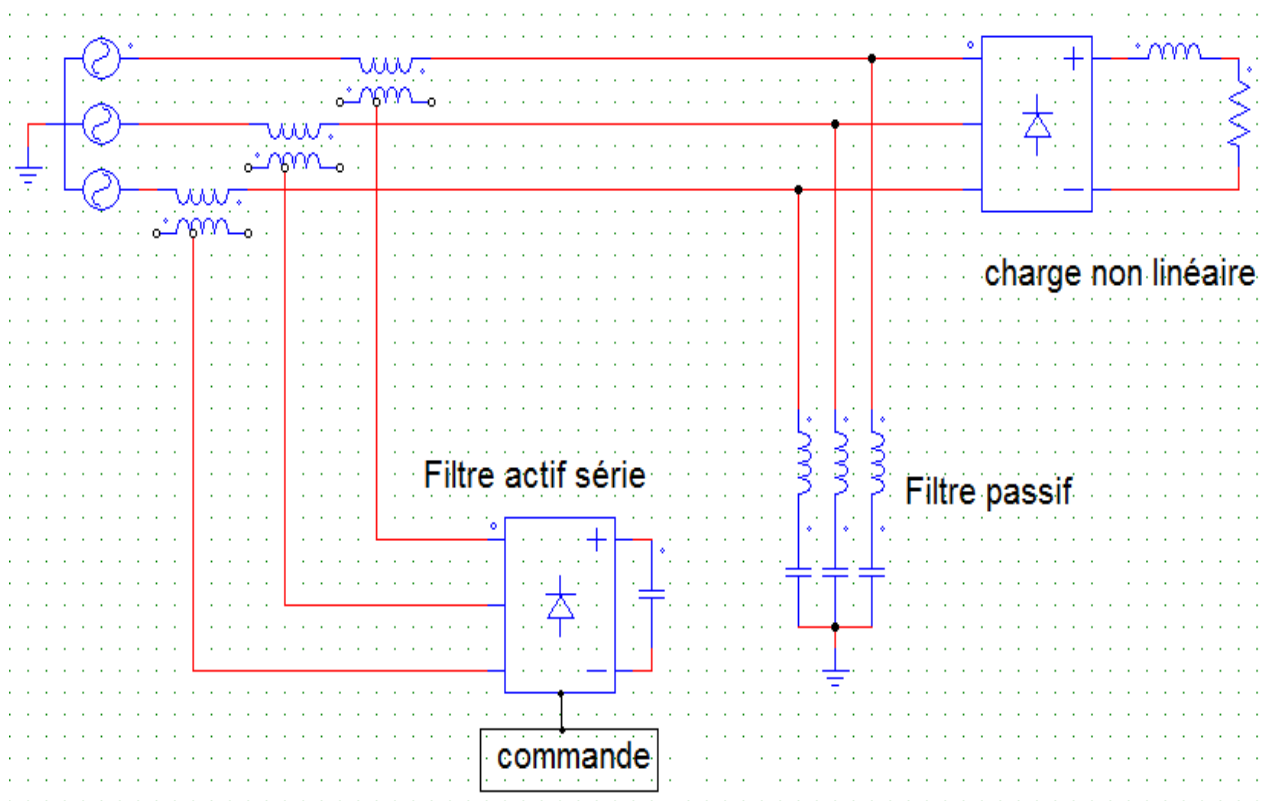 charge non linéaire
Filtre actif série
Filtre passif
commande